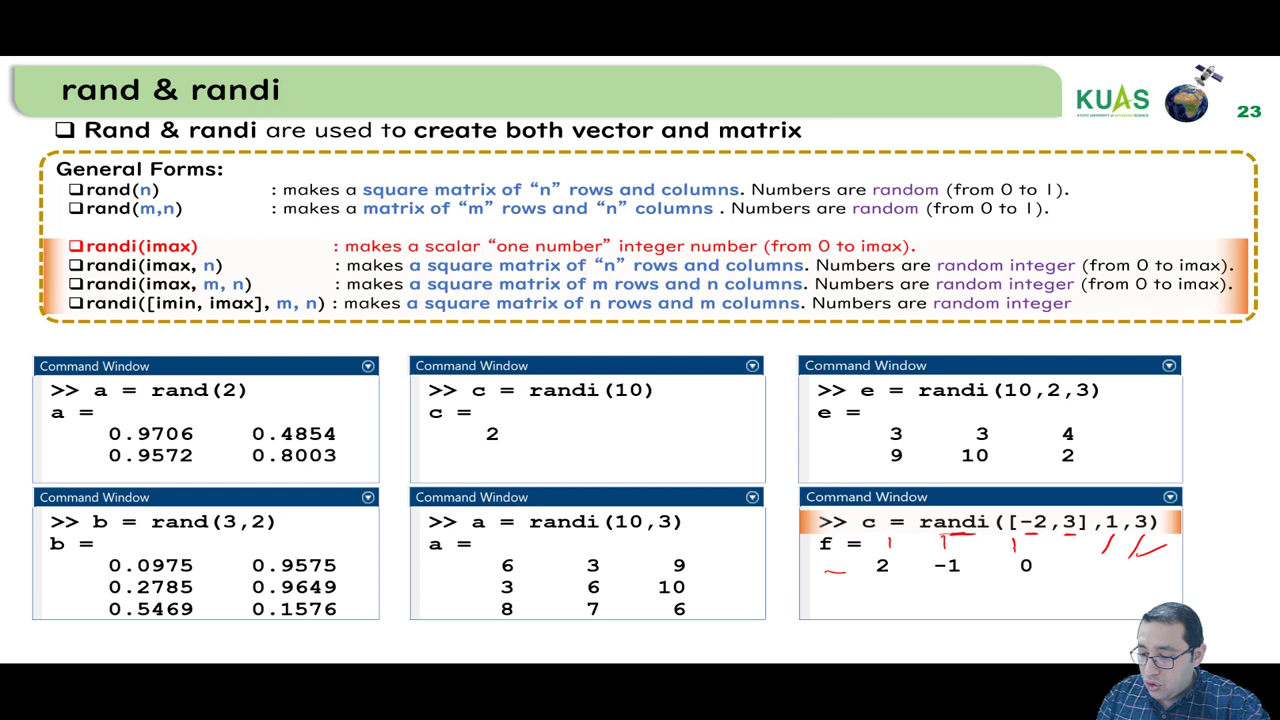 rand & randi
KUAS
KYOTO UNIVERSITY OF ADVANCED SCIENCE
23
❑ Rand & randi are used to create both vector and matrix
General Forms:
❑rand(n) : makes a square matrix of “n” rows and columns. Numbers are random (from 0 to 1).
❑rand(m,n) : makes a matrix of “m” rows and “n” columns . Numbers are random (from 0 to 1).
❑randi(imax) : makes a scalar “one number” integer number (from 0 to imax).
❑randi(imax, n) : makes a square matrix of “n” rows and columns. Numbers are random integer (from 0 to imax).
❑randi(imax, m, n) : makes a square matrix of m rows and n columns. Numbers are random integer (from 0 to imax).
❑randi([imin, imax], m, n) : makes a square matrix of n rows and m columns. Numbers are random integer
Command Window
>> a = rand(2)
a =
0.9706 0.4854
0.9572 0.8003
Command Window
>> c = randi(10)
c =
2
Command Window
>> e = randi(10,2,3)
e =
3 3 4
9 10 2
Command Window
>> b = rand(3,2)
b =
0.0975 0.9575
0.2785 0.9649
0.5469 0.1576
Command Window
>> a = randi(10,3)
a =
6 3 9
3 6 10
8 7 6
Command Window
>> c = randi([-2,3],1,3)
f =
2 -1 0